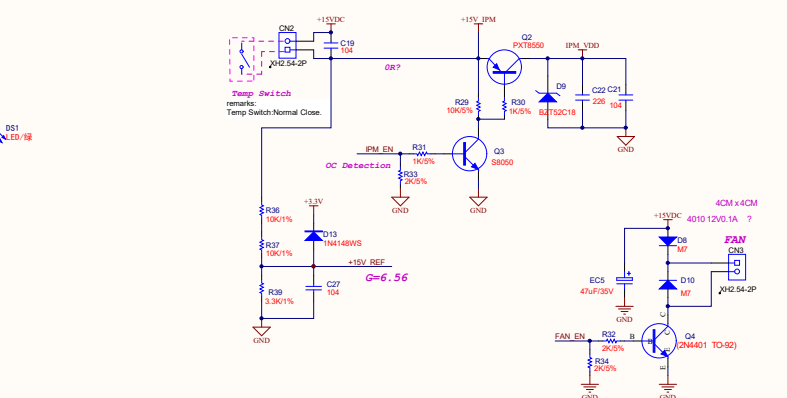 +15VDC
CN2
C19
104
XH2.54-2P
Temp Switch
remarks:
Temp Switch:Normal Close.
DS1
LED/绿
OR?
+15V_IPM
Q2
PXT8550
IPM_VDD
R29
10K/5%
R30
1K/5%
D9
BZT52C18
C22
226
C21
104
GND
IPM_EN
R31
1K/5%
Q3
S8050
OC Detection
R33
2K/5%
GND
GND
R36
10K/1%
+3.3V
R37
10K/1%
D13
1N4148WS
+15V_REF
G=6.56
R39
3.3K/1%
C27
104
GND
4CM x4CM
+15VDC
4010 12V0.1A ?
FAN
D8
M7
CN3
D10
M7
XH2.54-2P
EC5
47uF/35V
+
GND
C
C
FAN_EN
R32
2K/5%
B
B
Q4
(2N4401 TO-92)
E
E
R34
2K/5%
GND
GND